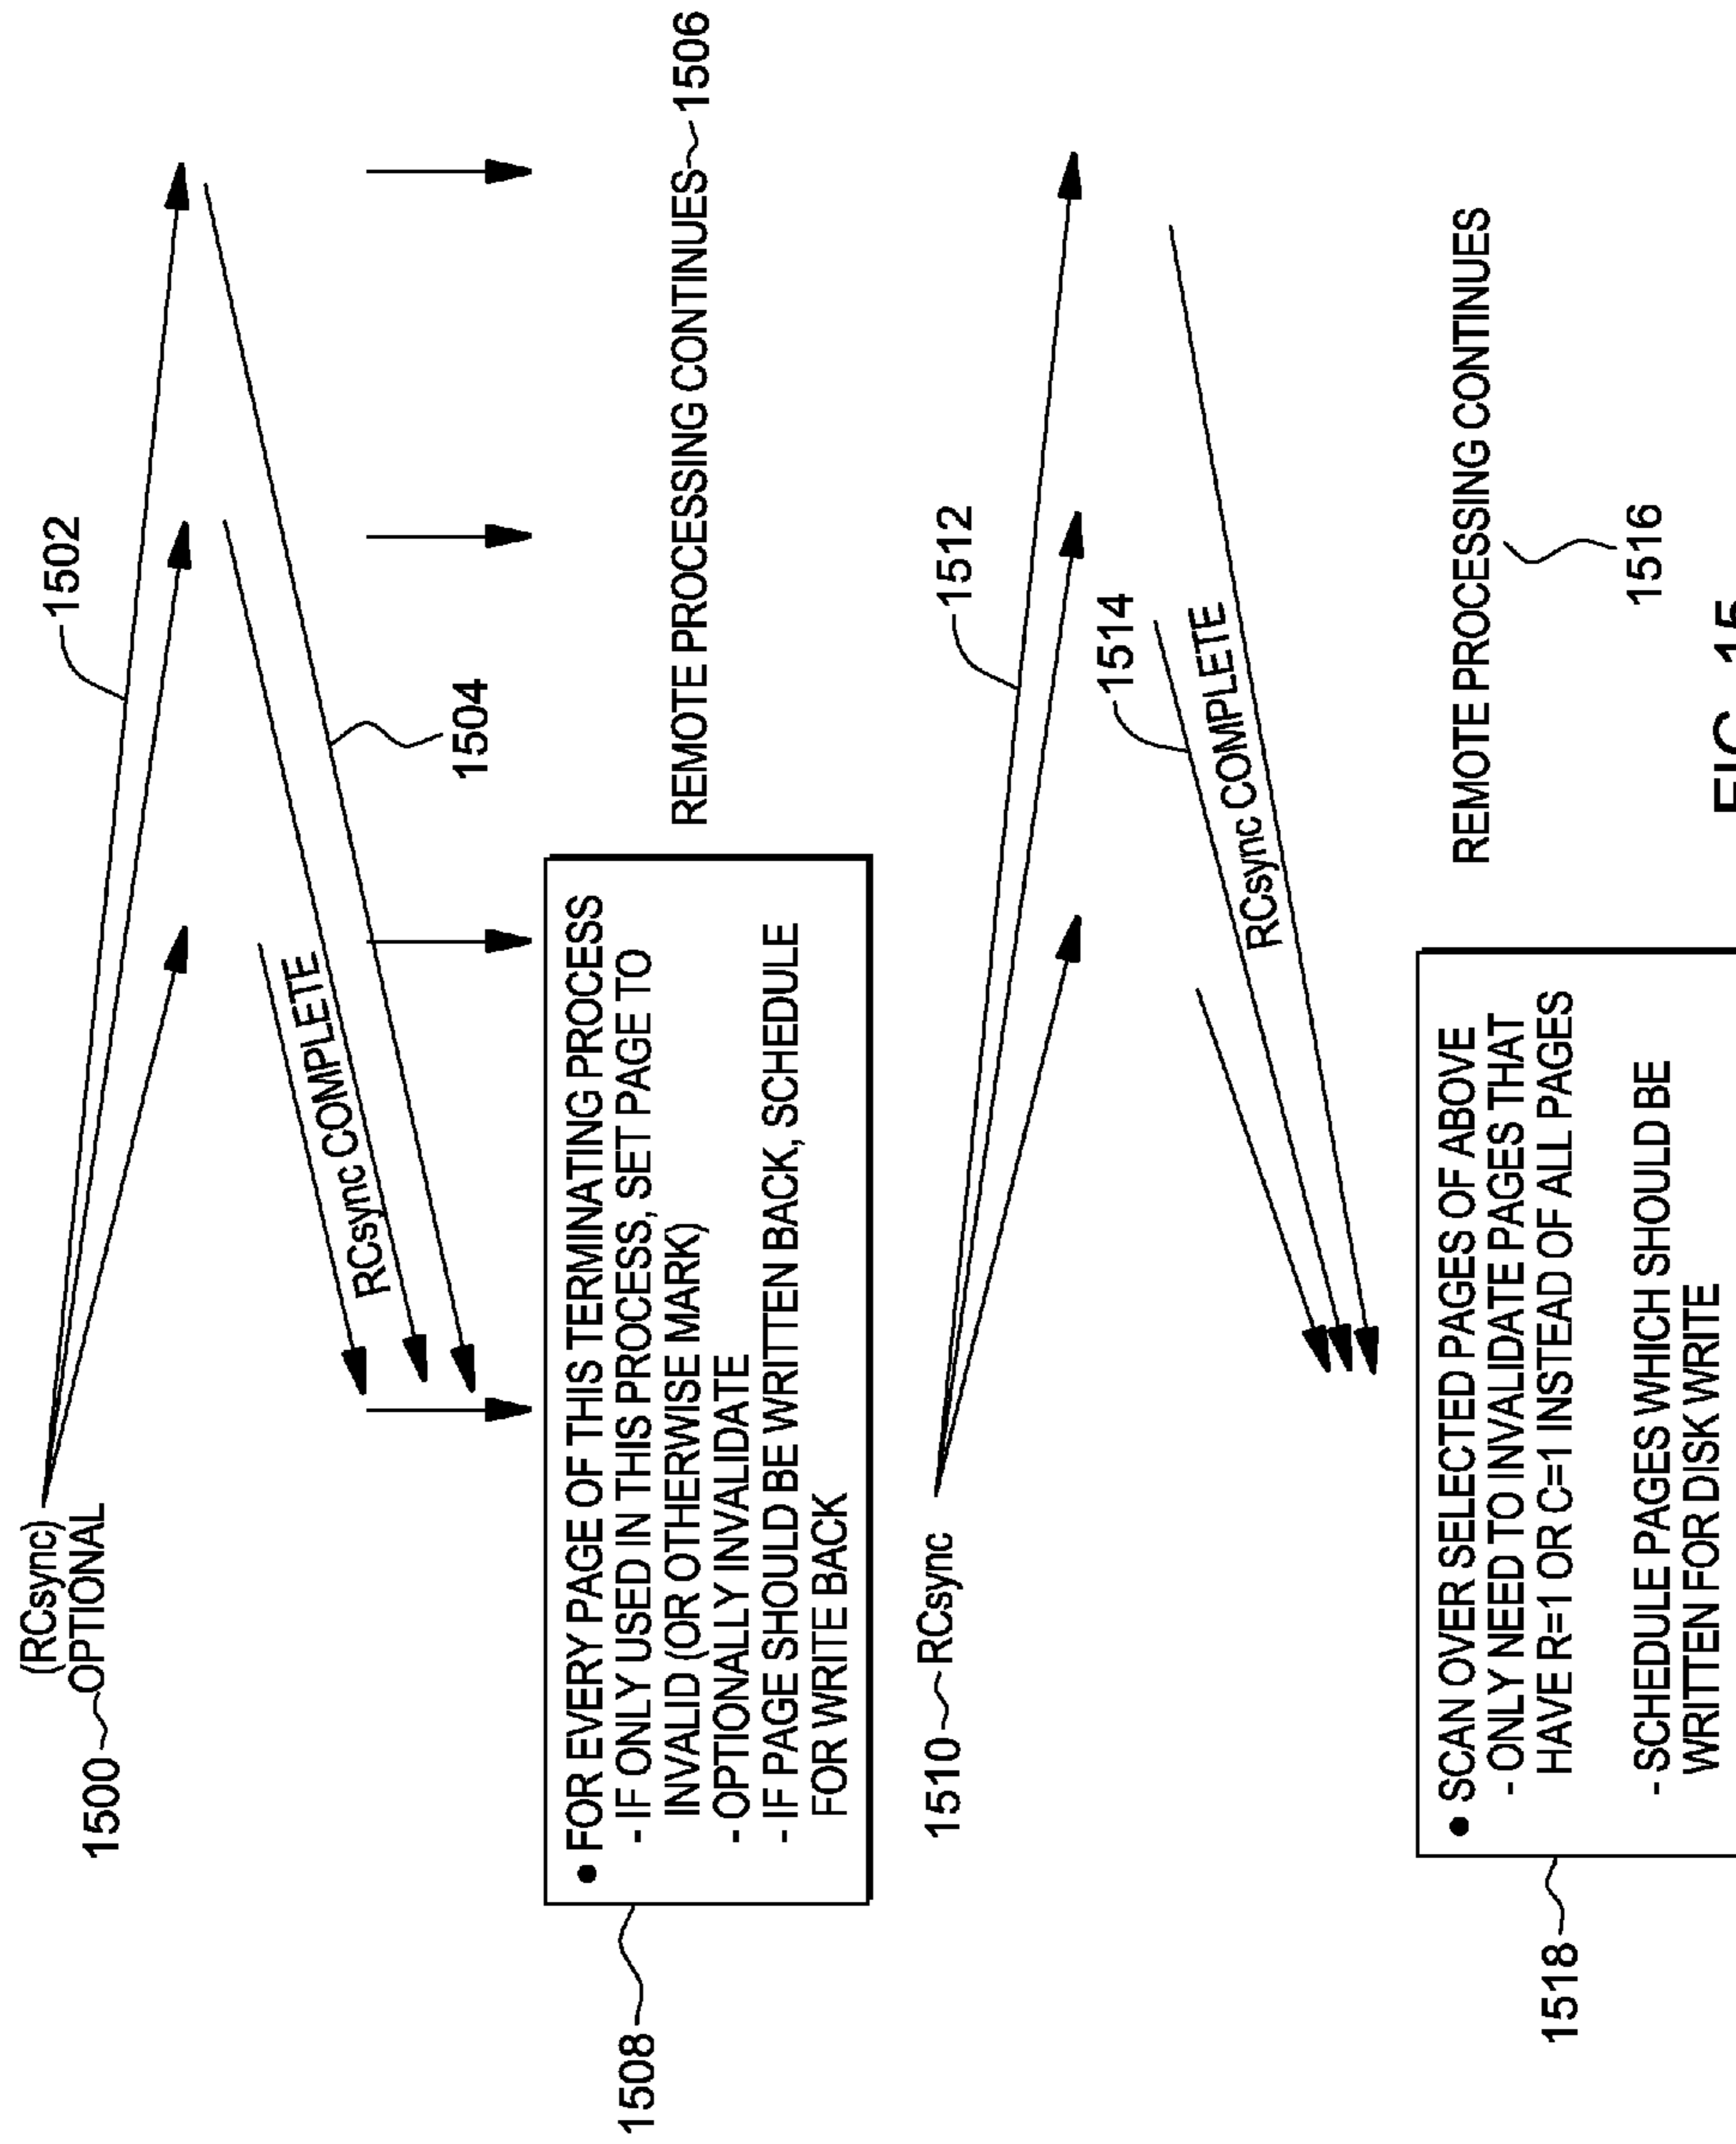 (RCsync)
1500 OPTIONAL
1502
RCsync COMPLETE
1504
REMOTE PROCESSING CONTINUES 1506
1508
• FOR EVERY PAGE OF THIS TERMINATING PROCESS
- IF ONLY USED IN THIS PROCESS, SET PAGE TO
INVALID (OR OTHERWISE MARK)
- OPTIONALLY INVALIDATE
- IF PAGE SHOULD BE WRITTEN BACK, SCHEDULE
FOR WRITE BACK
1510 RCsync
1512
1514
RCsync COMPLETE
REMOTE PROCESSING CONTINUES
1516
1518
• SCAN OVER SELECTED PAGES OF ABOVE
- ONLY NEED TO INVALIDATE PAGES THAT
HAVE R=1 OR C=1 INSTEAD OF ALL PAGES
- SCHEDULE PAGES WHICH SHOULD BE
WRITTEN FOR DISK WRITE
FIG. 15